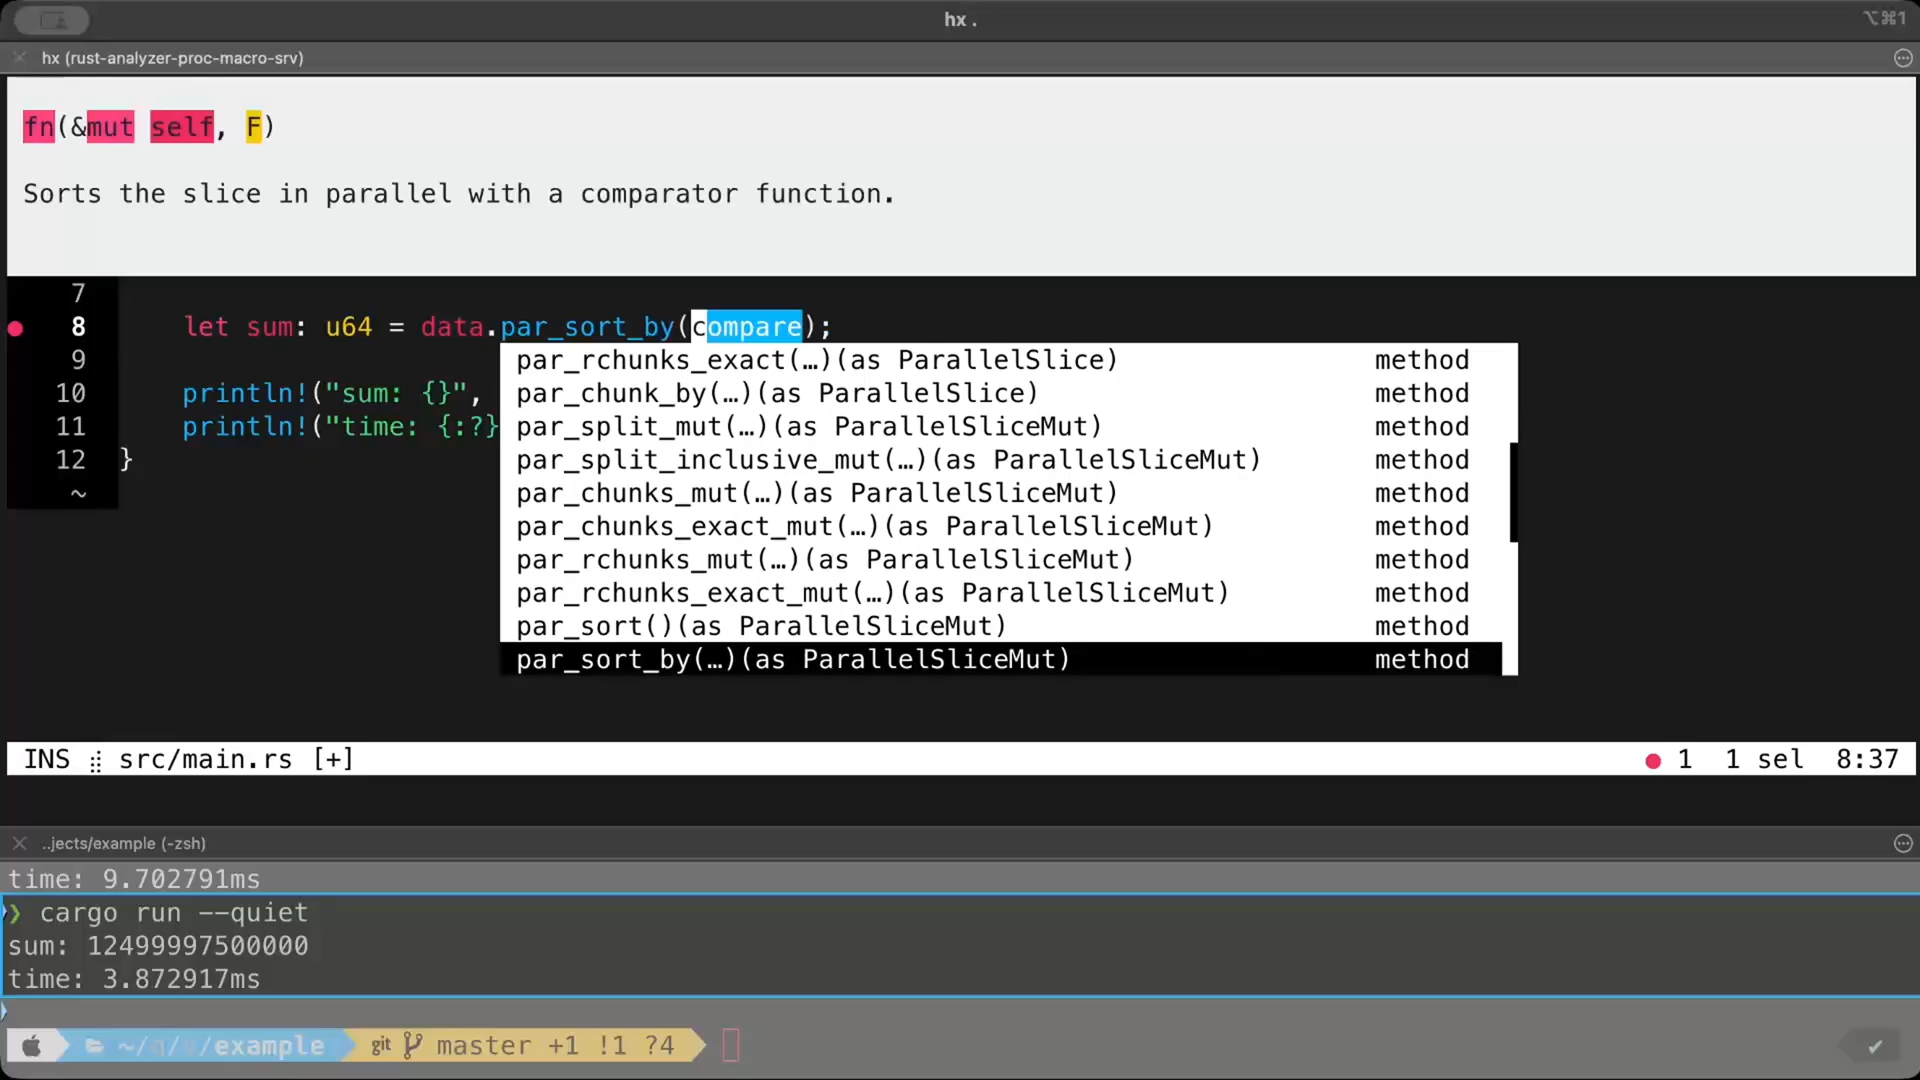 hx .
⌥⌘1
hx (rust-analyzer-proc-macro-srv)
fn(&mut self, F)
Sorts the slice in parallel with a comparator function.
7
8 let sum: u64 = data.par_sort_by(compare);
9
10 println!("sum: {}",
11 println!("time: {:?}
12 }
~
par_rchunks_exact(…)(as ParallelSlice) method
par_chunk_by(…)(as ParallelSlice) method
par_split_mut(…)(as ParallelSliceMut) method
par_split_inclusive_mut(…)(as ParallelSliceMut) method
par_chunks_mut(…)(as ParallelSliceMut) method
par_chunks_exact_mut(…)(as ParallelSliceMut) method
par_rchunks_mut(…)(as ParallelSliceMut) method
par_rchunks_exact_mut(…)(as ParallelSliceMut) method
par_sort()(as ParallelSliceMut) method
par_sort_by(…)(as ParallelSliceMut) method
INS ⣾ src/main.rs [+] ● 1 1 sel 8:37
..jects/example (-zsh)
time: 9.702791ms
❯ cargo run --quiet
sum: 12499997500000
time: 3.872917ms
~/ / /example git master +1 !1 ?4 ✔